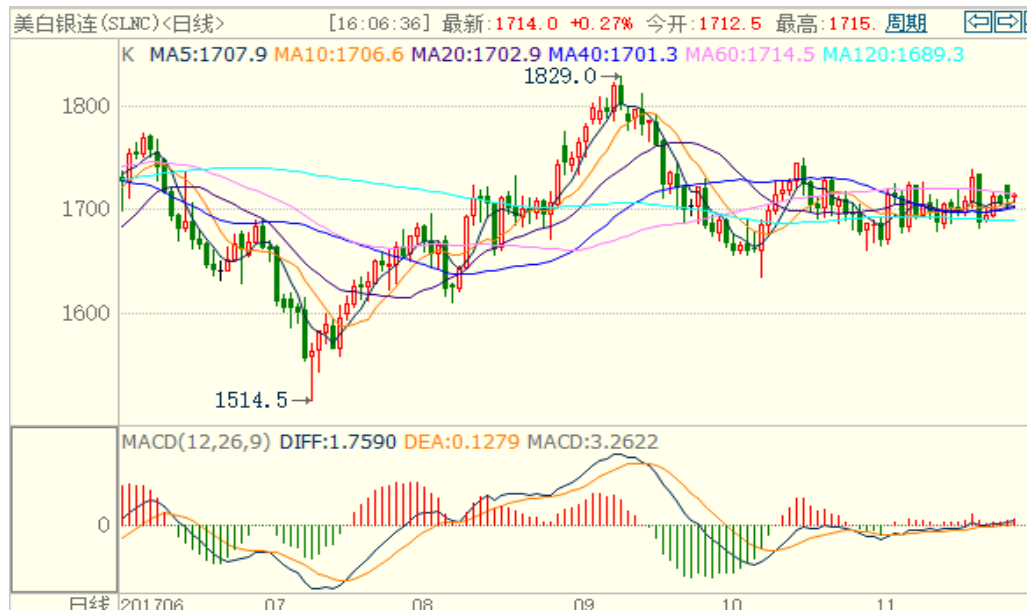 美白银连(SLNC)<日线> [16:06:36] 最新:1714.0 +0.27% 今开:1712.5 最高:1715. 周期
K MA5:1707.9 MA10:1706.6 MA20:1702.9 MA40:1701.3 MA60:1714.5 MA120:1689.3
1829.0
1800
1700
1600
1514.5
MACD(12,26,9) DIFF:1.7590 DEA:0.1279 MACD:3.2622
0
日线 201706 07 08 09 10 11